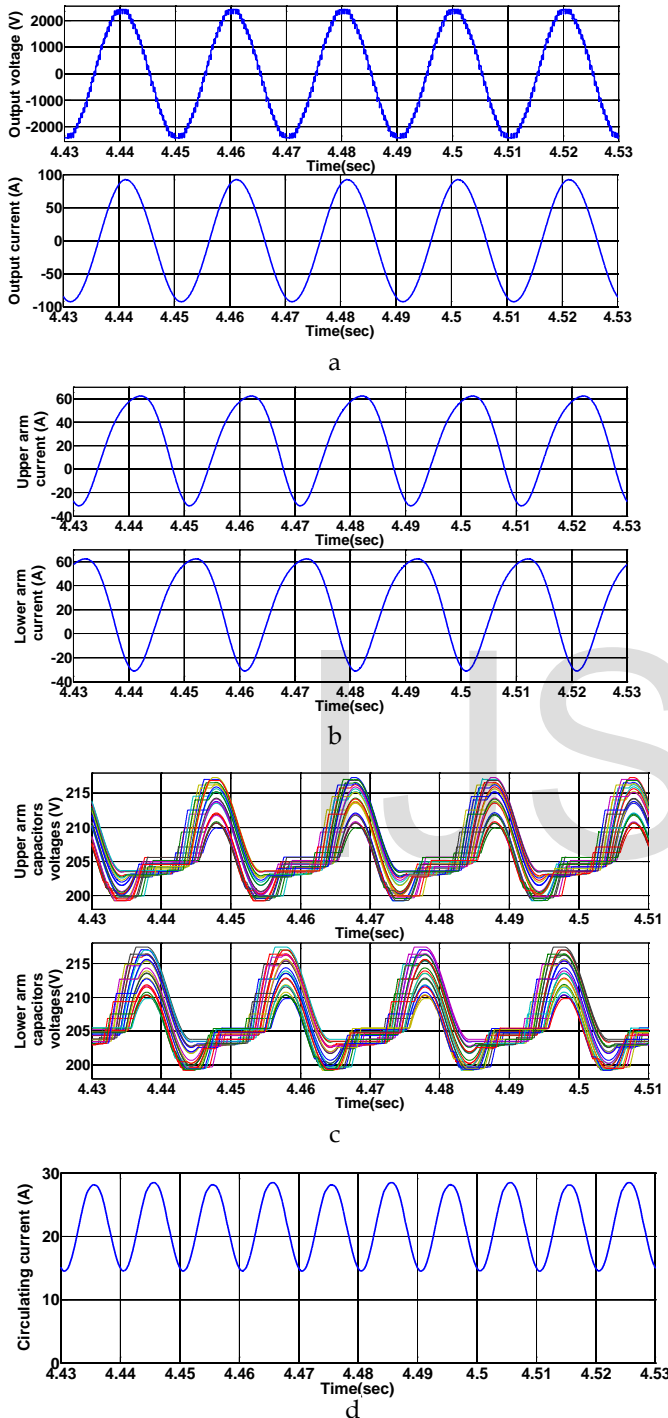 Output voltage (V)
2000
1000
0
-1000
-2000
4.43 4.44 4.45 4.46 4.47 4.48 4.49 4.5 4.51 4.52 4.53
Time(sec)
Output current (A)
100
50
0
-50
-100
4.43 4.44 4.45 4.46 4.47 4.48 4.49 4.5 4.51 4.52 4.53
Time(sec)
a
Upper arm
current (A)
60
40
20
0
-20
-40
4.43 4.44 4.45 4.46 4.47 4.48 4.49 4.5 4.51 4.52 4.53
Time(sec)
Lower arm
current (A)
60
40
20
0
-20
-40
4.43 4.44 4.45 4.46 4.47 4.48 4.49 4.5 4.51 4.52 4.53
Time(sec)
b
IJS
Upper arm
capacitors
voltages (V)
215
210
205
200
4.43 4.44 4.45 4.46 4.47 4.48 4.49 4.5 4.51
Time(sec)
Lower arm
capacitors
voltages(V)
215
210
205
200
4.43 4.44 4.45 4.46 4.47 4.48 4.49 4.5 4.51
Time(sec)
c
Circulating current (A)
30
20
10
0
4.43 4.44 4.45 4.46 4.47 4.48 4.49 4.5 4.51 4.52 4.53
Time(sec)
d